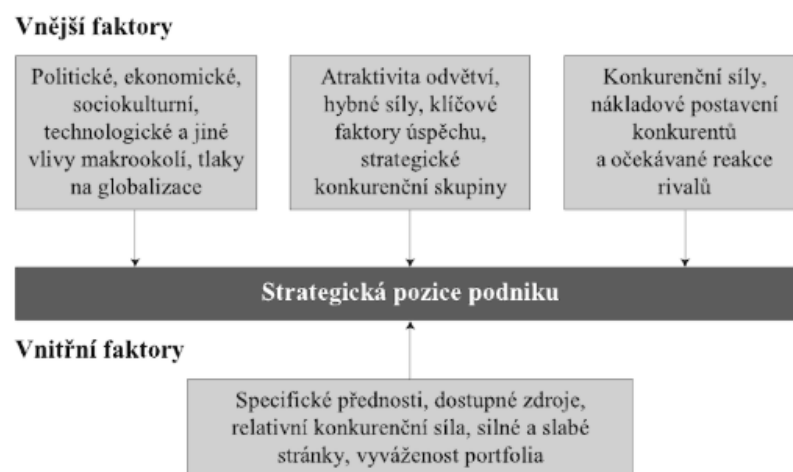 Vnější faktory
Politické, ekonomické,
sociokulturní,
technologické a jiné
vlivy makrookolí, tlaky
na globalizace
Atraktivita odvětví,
hybné síly, klíčové
faktory úspěchu,
strategické
konkurenční skupiny
Konkurenční síly,
nákladové postavení
konkurentů
a očekávané reakce
rivalů
Strategická pozice podniku
Vnitřní faktory
Specifické přednosti, dostupné zdroje,
relativní konkurenční síla, silné a slabé
stránky, vyváženost portfolia